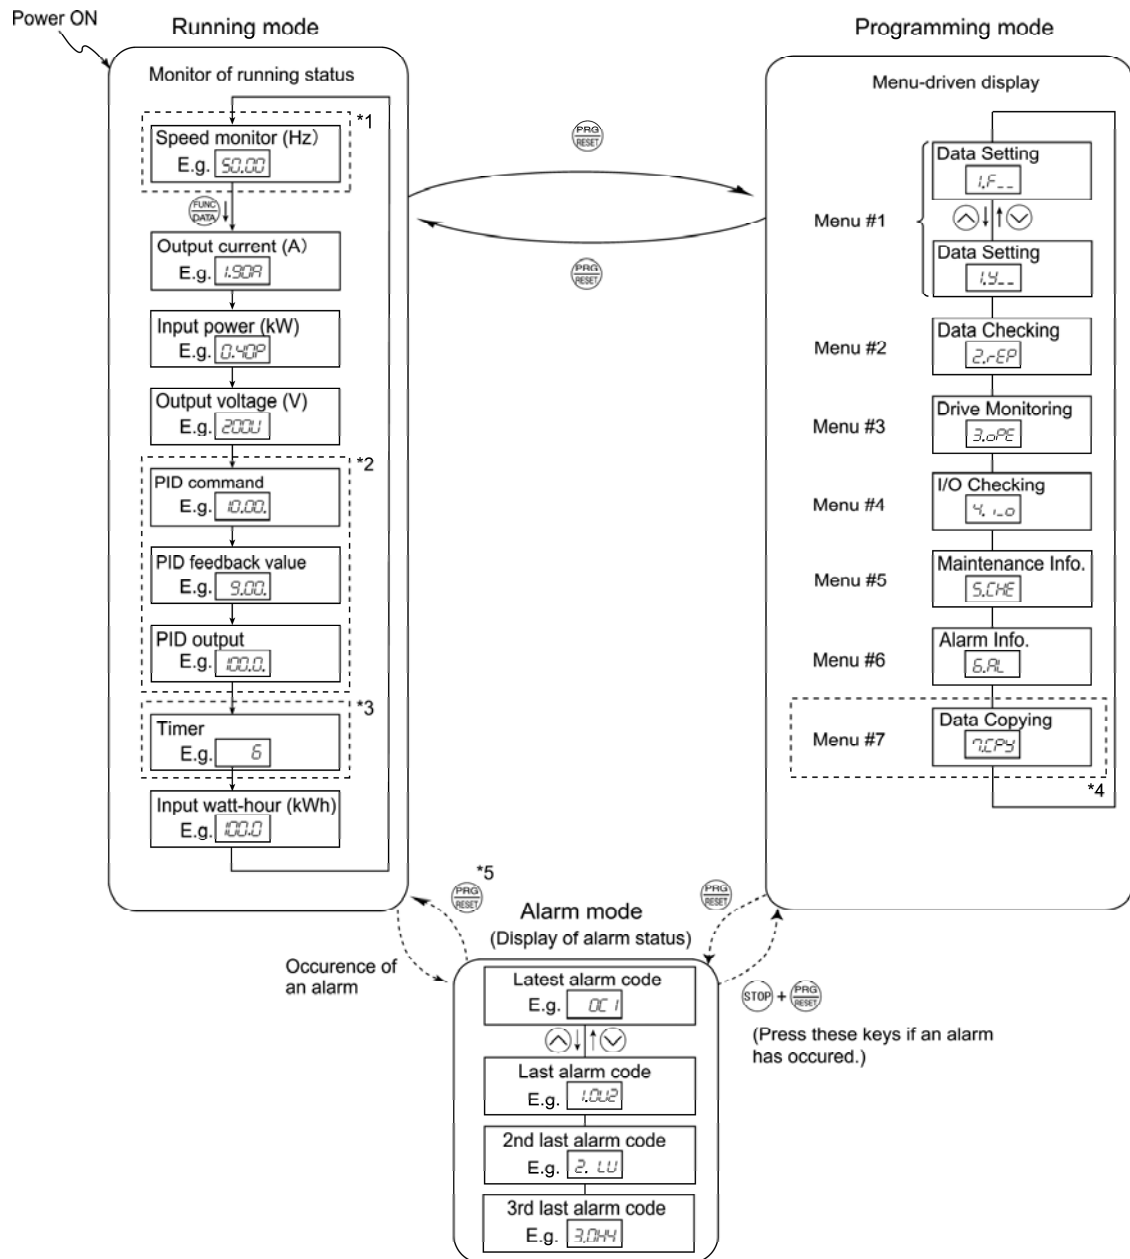 Power ON
Running mode
Monitor of running status
*1
Speed monitor (Hz)
E.g. 50.00
FUNC
DATA
Output current (A)
E.g. 1.90A
Input power (kW)
E.g. 0.40P
Output voltage (V)
E.g. 200U
*2
PID command
E.g. 10.00.
PID feedback value
E.g. 9.00.
PID output
E.g. 100.0.
*3
Timer
E.g. 6
Input watt-hour (kWh)
E.g. 100.0
PRG
RESET
PRG
RESET
Programming mode
Menu-driven display
Menu #1
Data Setting
1.F__
Data Setting
1.y__
Menu #2
Data Checking
2.rEP
Menu #3
Drive Monitoring
3.oPE
Menu #4
I/O Checking
4.i_o
Menu #5
Maintenance Info.
5.CHE
Menu #6
Alarm Info.
6.AL
Menu #7
Data Copying
7.CPY
*4
*5
PRG
RESET
PRG
RESET
Occurence of
an alarm
Alarm mode
(Display of alarm status)
Latest alarm code
E.g. 0C1
Last alarm code
E.g. 1.0U2
2nd last alarm code
E.g. 2. LU
3rd last alarm code
E.g. 3.0H4
STOP + PRG
RESET
(Press these keys if an alarm
has occured.)